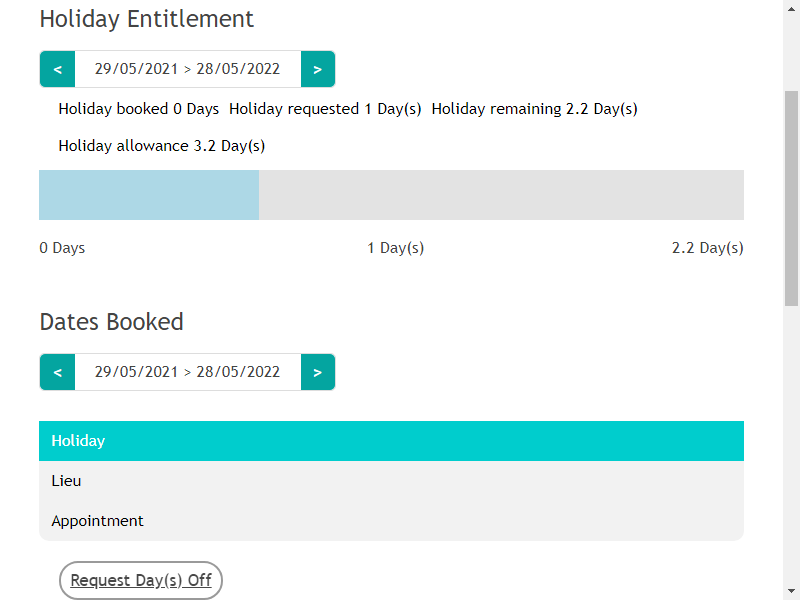 Holiday Entitlement
< 29/05/2021 > 28/05/2022 >
Holiday booked 0 Days Holiday requested 1 Day(s) Holiday remaining 2.2 Day(s)
Holiday allowance 3.2 Day(s)
0 Days 1 Day(s) 2.2 Day(s)
Dates Booked
< 29/05/2021 > 28/05/2022 >
Holiday
Lieu
Appointment
Request Day(s) Off